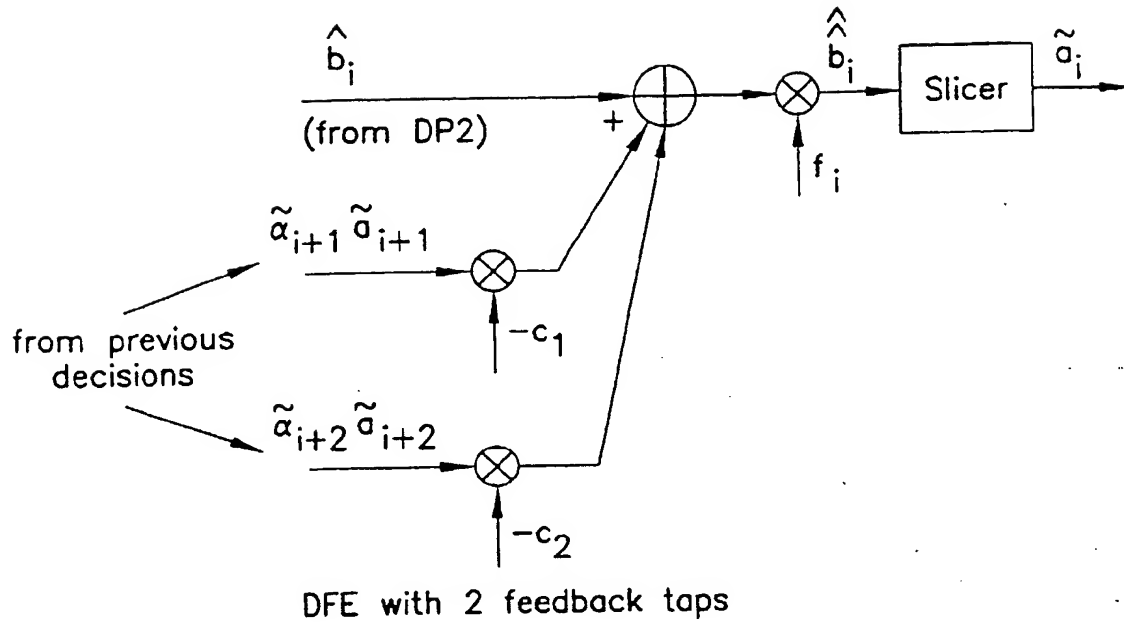 b̂ᵢ
(from DP2)
+
b̂̂ᵢ
fᵢ
Slicer
ãᵢ
α̃ᵢ₊₁ ãᵢ₊₁
−c₁
from previous
decisions
α̃ᵢ₊₂ ãᵢ₊₂
−c₂
DFE with 2 feedback taps